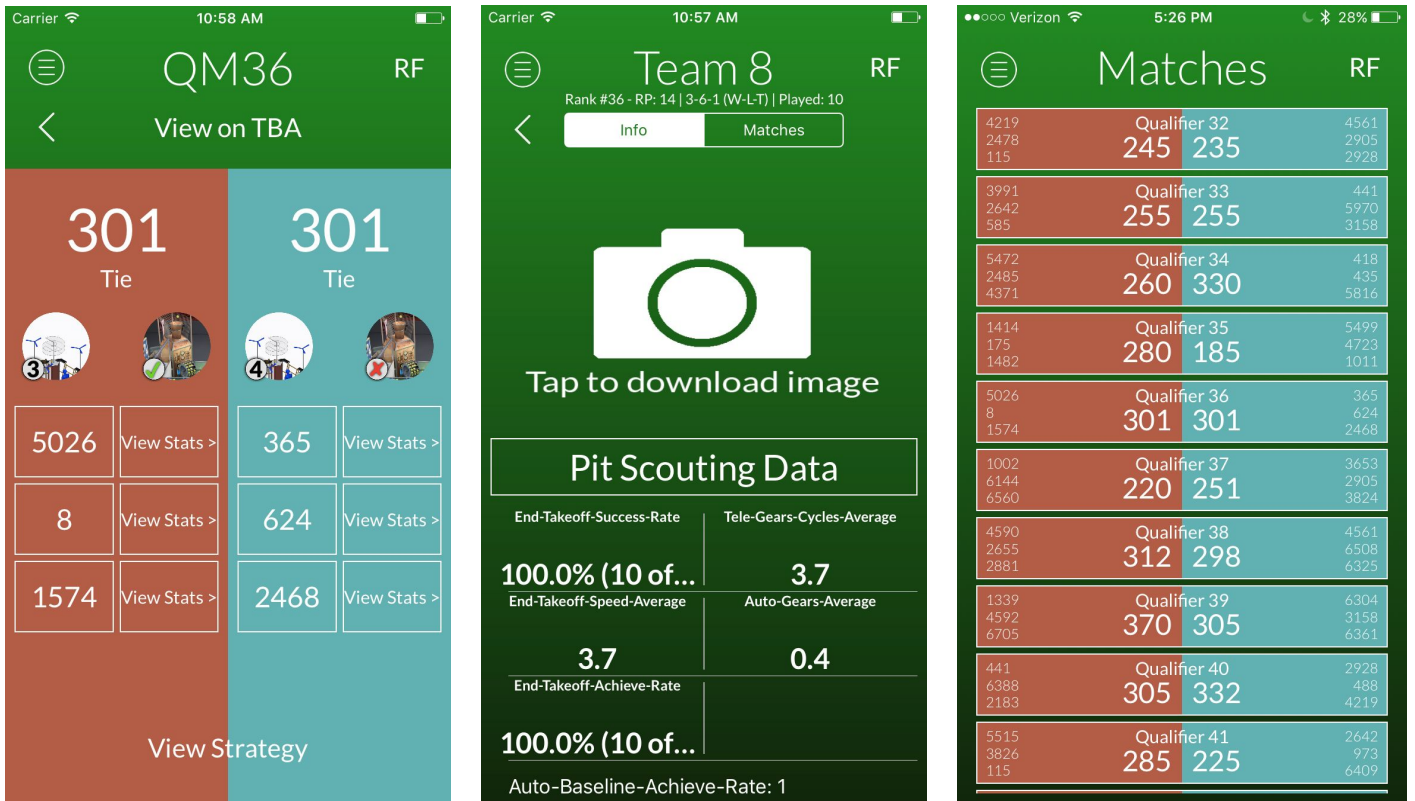 Carrier 10:58 AM
QM36 RF
View on TBA
301 301
Tie Tie
3 4
5026 View Stats > 365 View Stats >
8 View Stats > 624 View Stats >
1574 View Stats > 2468 View Stats >
View Strategy
Carrier 10:57 AM
Team 8 RF
Rank #36 - RP: 14 | 3-6-1 (W-L-T) | Played: 10
Info Matches
Tap to download image
Pit Scouting Data
End-Takeoff-Success-Rate Tele-Gears-Cycles-Average
100.0% (10 of... 3.7
End-Takeoff-Speed-Average Auto-Gears-Average
3.7 0.4
End-Takeoff-Achieve-Rate
100.0% (10 of...
Auto-Baseline-Achieve-Rate: 1
Verizon 5:26 PM 28%
Matches RF
4219 Qualifier 32 4561
2478 245 235 2905
115 2928
3991 Qualifier 33 441
2642 255 255 5970
585 3158
5472 Qualifier 34 418
2485 260 330 435
4371 5816
1414 Qualifier 35 5499
175 280 185 4723
1482 1011
5026 Qualifier 36 365
8 301 301 624
1574 2468
1002 Qualifier 37 3653
6144 220 251 2905
6560 3824
4590 Qualifier 38 4561
2655 312 298 6508
2881 6325
1339 Qualifier 39 6304
4592 370 305 3158
6705 6361
441 Qualifier 40 2928
6388 305 332 488
2183 4219
5515 Qualifier 41 2642
3826 285 225 973
115 6409